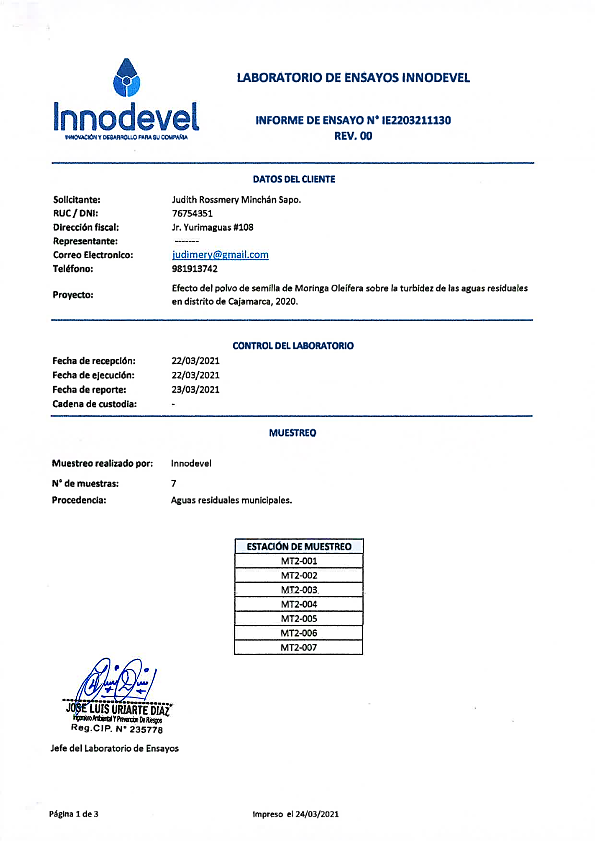 Innodevel
INNOVACIÓN Y DESARROLLO PARA SU COMPAÑIA
LABORATORIO DE ENSAYOS INNODEVEL
INFORME DE ENSAYO N° IE2203211130
REV. 00
DATOS DEL CLIENTE
Solicitante: Judith Rossmery Minchán Sapo.
RUC / DNI: 76754351
Dirección fiscal: Jr. Yurimaguas #108
Representante: -------
Correo Electronico: judimery@gmail.com
Teléfono: 981913742
Proyecto: Efecto del polvo de semilla de Moringa Oleífera sobre la turbidez de las aguas residuales
en distrito de Cajamarca, 2020.
CONTROL DEL LABORATORIO
Fecha de recepción: 22/03/2021
Fecha de ejecución: 22/03/2021
Fecha de reporte: 23/03/2021
Cadena de custodia: -
MUESTREO
Muestreo realizado por: Innodevel
N° de muestras: 7
Procedencia: Aguas residuales municipales.
ESTACIÓN DE MUESTREO
MT2-001
MT2-002
MT2-003
MT2-004
MT2-005
MT2-006
MT2-007
JOSE LUIS URIARTE DIAZ
Ingeniero Ambiental Y Prevención De Riesgos
Reg.CIP. N° 235778
Jefe del Laboratorio de Ensayos
Página 1 de 3
Impreso el 24/03/2021